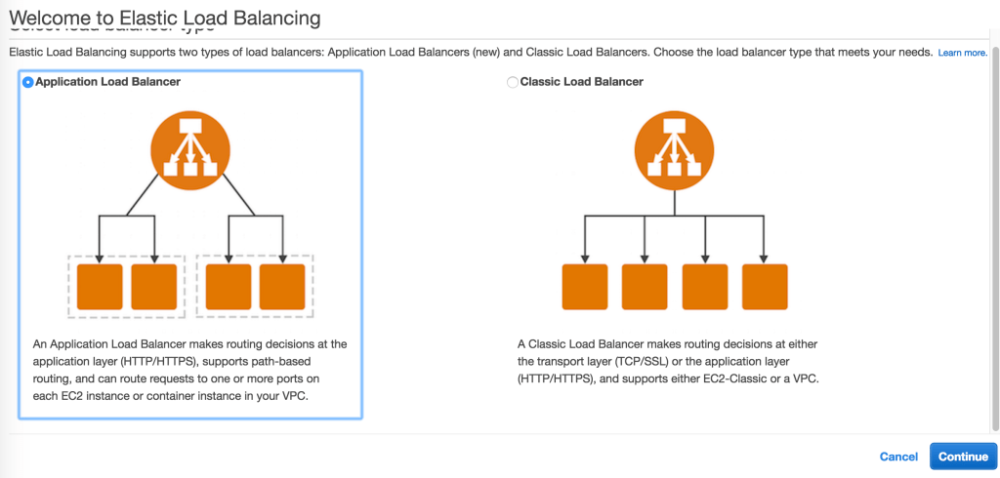 Welcome to Elastic Load Balancing
Select load balancer type
Elastic Load Balancing supports two types of load balancers: Application Load Balancers (new) and Classic Load Balancers. Choose the load balancer type that meets your needs. Learn more.
Application Load Balancer
Classic Load Balancer
An Application Load Balancer makes routing decisions at the
application layer (HTTP/HTTPS), supports path-based
routing, and can route requests to one or more ports on
each EC2 instance or container instance in your VPC.
A Classic Load Balancer makes routing decisions at either
the transport layer (TCP/SSL) or the application layer
(HTTP/HTTPS), and supports either EC2-Classic or a VPC.
Cancel
Continue